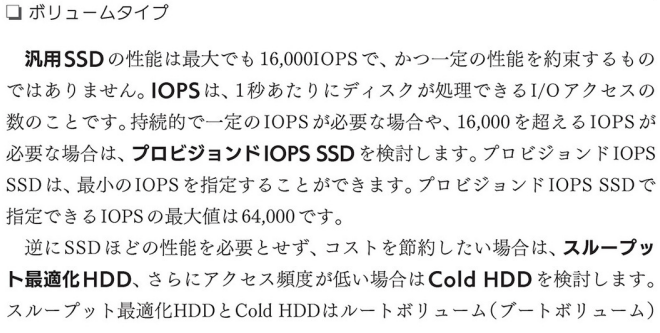 ❏ ボリュームタイプ
汎用SSDの性能は最大でも16,000IOPSで、かつ一定の性能を約束するもの
ではありません。IOPSは、1秒あたりにディスクが処理できるI/Oアクセスの
数のことです。持続的で一定のIOPSが必要な場合や、16,000を超えるIOPSが
必要な場合は、プロビジョンドIOPS SSDを検討します。プロビジョンドIOPS
SSDは、最小のIOPSを指定することができます。プロビジョンドIOPS SSDで
指定できるIOPSの最大値は64,000です。
逆にSSDほどの性能を必要とせず、コストを節約したい場合は、スループッ
ト最適化HDD、さらにアクセス頻度が低い場合はCold HDDを検討します。
スループット最適化HDDとCold HDDはルートボリューム（ブートボリューム）